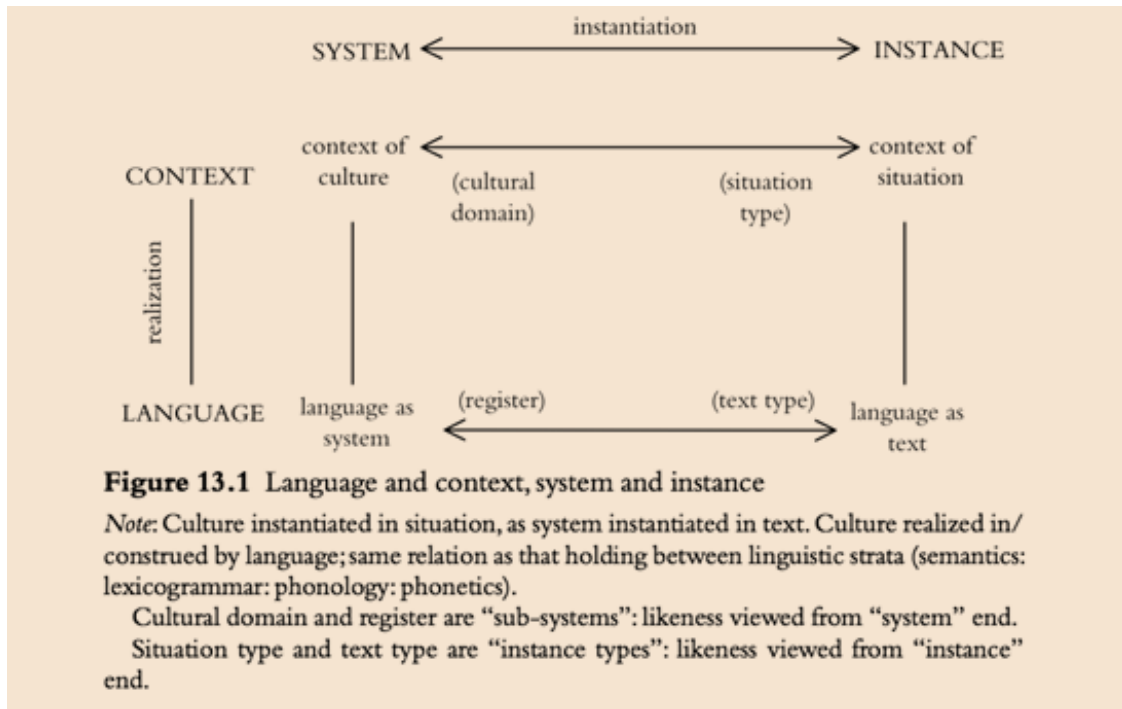 instantiation
SYSTEM INSTANCE
context of culture
context of situation
CONTEXT
(cultural domain)
(situation type)
realization
LANGUAGE
language as system
(register)
(text type)
language as text
Figure 13.1 Language and context, system and instance
Note: Culture instantiated in situation, as system instantiated in text. Culture realized in/
construed by language; same relation as that holding between linguistic strata (semantics:
lexicogrammar: phonology: phonetics).
Cultural domain and register are “sub-systems”: likeness viewed from “system” end.
Situation type and text type are “instance types”: likeness viewed from “instance”
end.